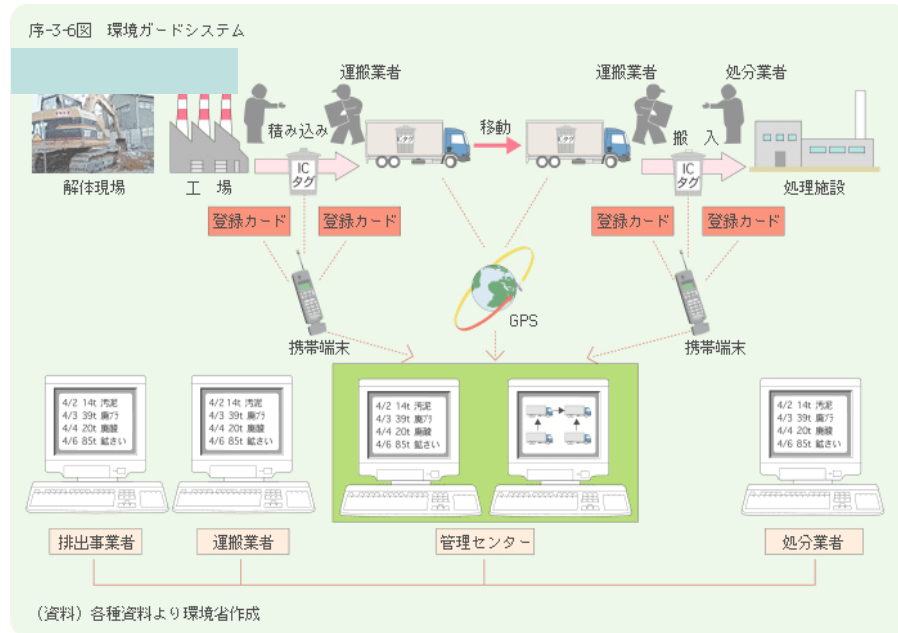 序-3-6図 環境ガードシステム
運搬業者
運搬業者
処分業者
積み込み
ICタグ
移動
ICタグ
搬 入
解体現場
工 場
IC
タグ
IC
タグ
処理施設
登録カード
登録カード
登録カード
登録カード
GPS
携帯端末
携帯端末
4/2 14t 汚泥
4/3 39t 廃プラ
4/4 20t 廃酸
4/6 85t 鉱さい
4/2 14t 汚泥
4/3 39t 廃プラ
4/4 20t 廃酸
4/6 85t 鉱さい
4/2 14t 汚泥
4/3 39t 廃プラ
4/4 20t 廃酸
4/6 85t 鉱さい
4/2 14t 汚泥
4/3 39t 廃プラ
4/4 20t 廃酸
4/6 85t 鉱さい
排出事業者
運搬業者
管理センター
処分業者
（資料）各種資料より環境省作成